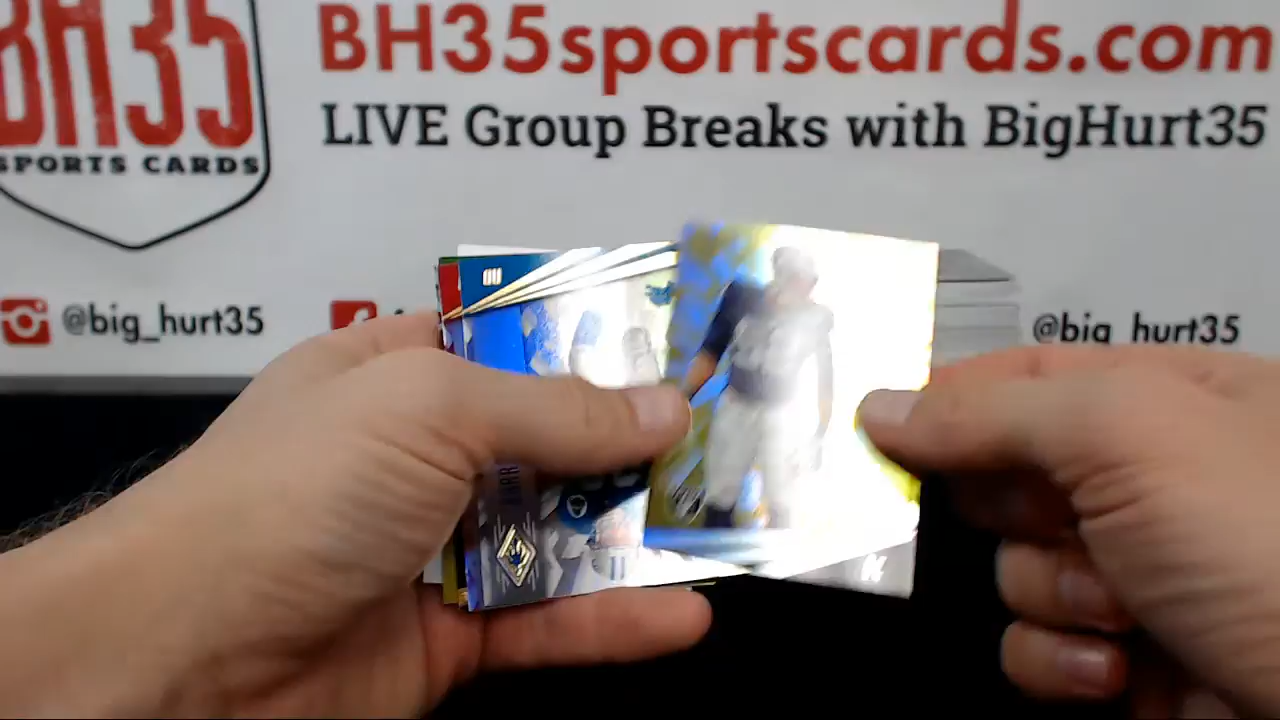 BH35
SPORTS CARDS
BH35sportscards.com
LIVE Group Breaks with BigHurt35
@big_hurt35
@big_hurt35